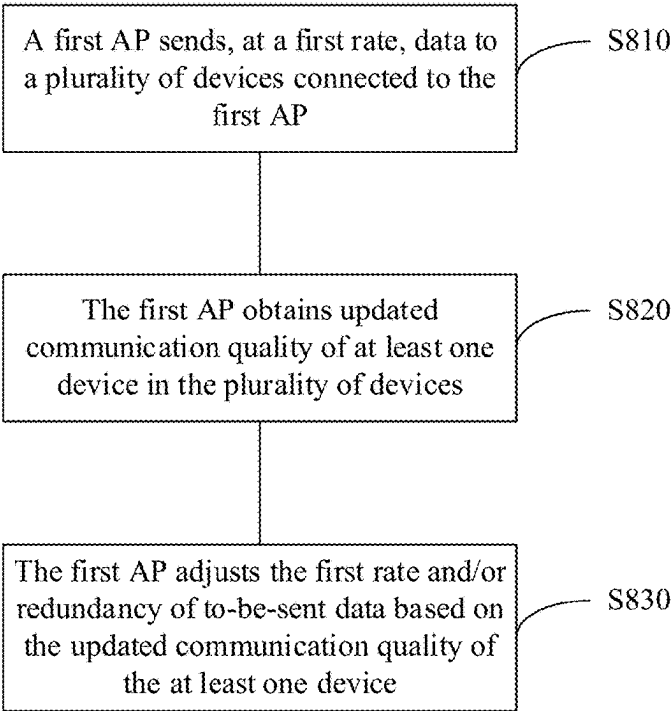 A first AP sends, at a first rate, data to
a plurality of devices connected to the
first AP
S810
The first AP obtains updated
communication quality of at least one
device in the plurality of devices
S820
The first AP adjusts the first rate and/or
redundancy of to-be-sent data based on
the updated communication quality of
the at least one device
S830